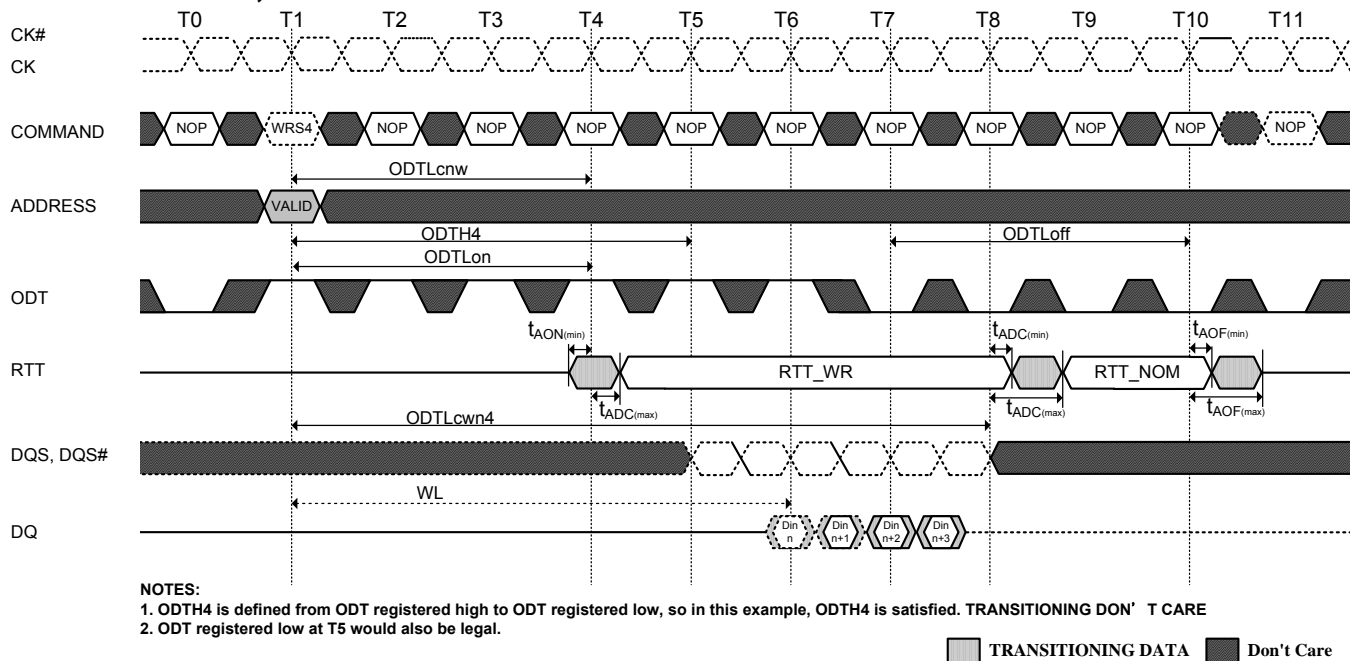 T0 T1 T2 T3 T4 T5 T6 T7 T8 T9 T10 T11
CK#
CK
COMMAND NOP WRS4 NOP NOP NOP NOP NOP NOP NOP NOP NOP NOP
ODTLcnw
ADDRESS VALID
ODTH4 ODTLoff
ODTLon
ODT
tAON(min) tADC(min) tAOF(min)
RTT RTT_WR RTT_NOM
tADC(max) tADC(max) tAOF(max)
ODTLcwn4
DQS, DQS#
WL
DQ Din n Din n+1 Din n+2 Din n+3
NOTES:
1. ODTH4 is defined from ODT registered high to ODT registered low, so in this example, ODTH4 is satisfied. TRANSITIONING DON' T CARE
2. ODT registered low at T5 would also be legal.
TRANSITIONING DATA Don't Care